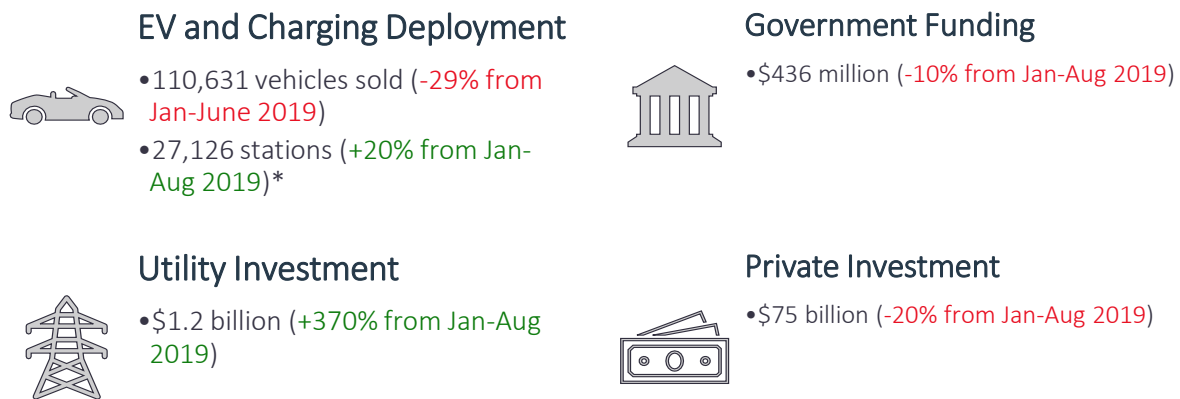 EV and Charging Deployment
•110,631 vehicles sold (-29% from
Jan-June 2019)
•27,126 stations (+20% from Jan-
Aug 2019)*
Government Funding
•$436 million (-10% from Jan-Aug 2019)
Utility Investment
•$1.2 billion (+370% from Jan-Aug
2019)
Private Investment
•$75 billion (-20% from Jan-Aug 2019)